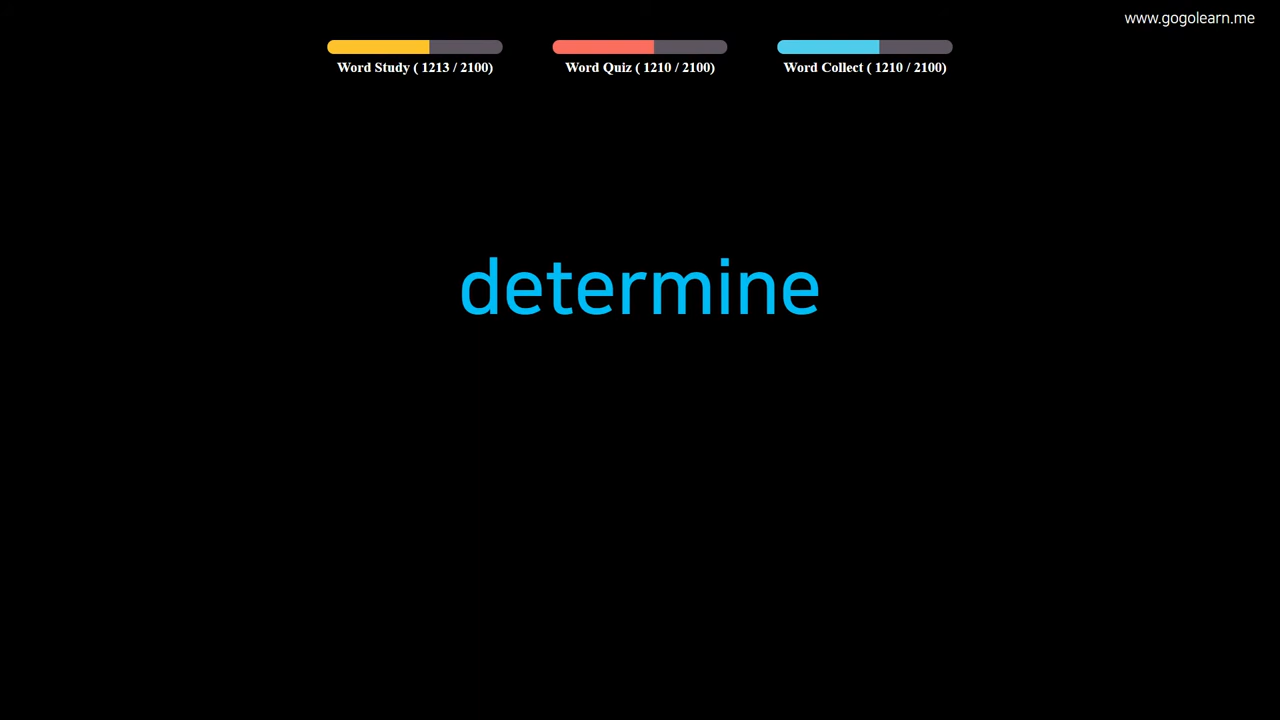 www.gogolearn.me
Word Study ( 1213 / 2100)
Word Quiz ( 1210 / 2100)
Word Collect ( 1210 / 2100)
determine